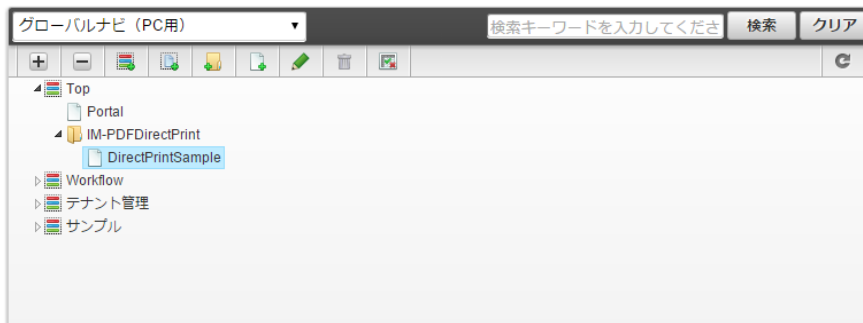 グローバルナビ（PC用） 検索キーワードを入力してくださ 検索 クリア
Top
Portal
IM-PDFDirectPrint
DirectPrintSample
Workflow
テナント管理
サンプル